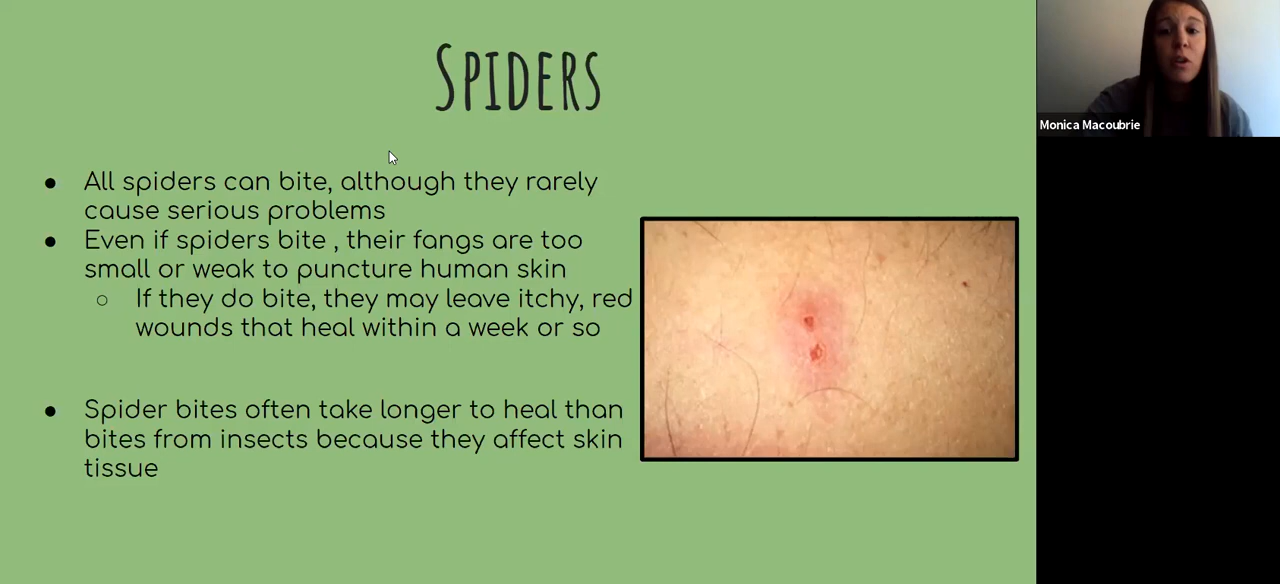 SPIDERS
● All spiders can bite, although they rarely
cause serious problems
● Even if spiders bite , their fangs are too
small or weak to puncture human skin
○ If they do bite, they may leave itchy, red
wounds that heal within a week or so
● Spider bites often take longer to heal than
bites from insects because they affect skin
tissue
Monica Macoubrie